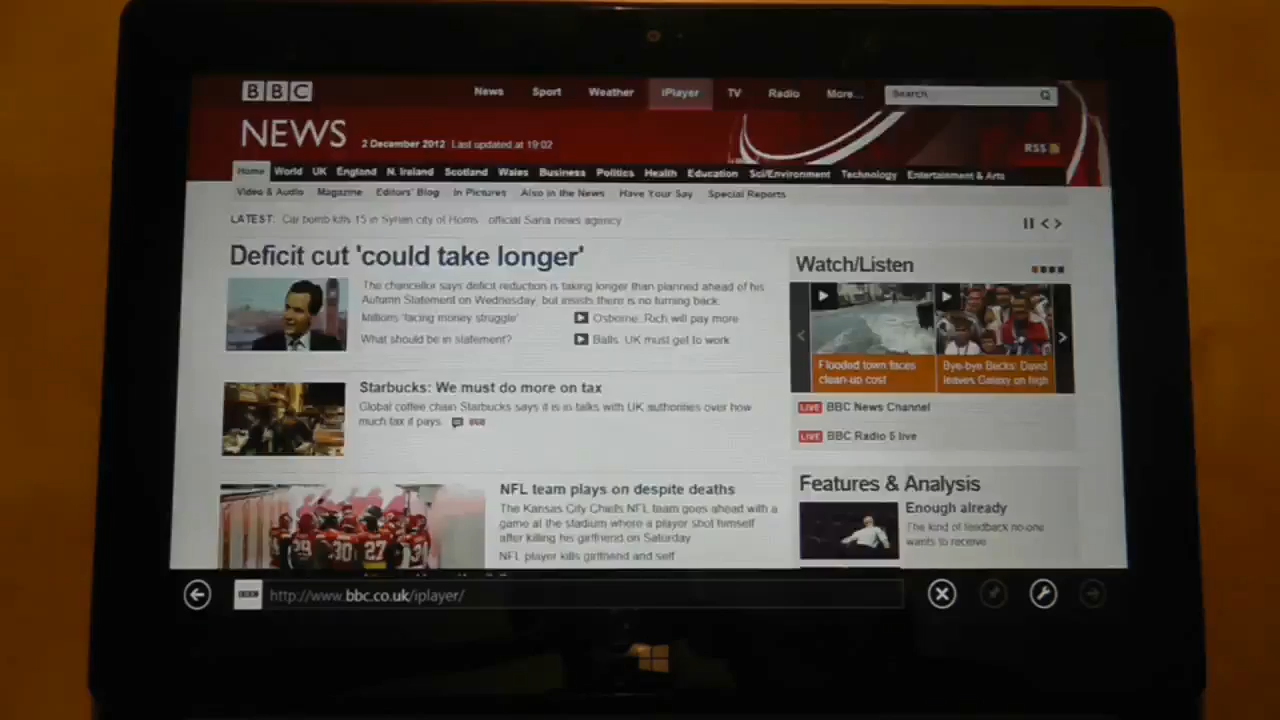 BBC
News Sport Weather iPlayer TV Radio More... Search
NEWS 2 December 2012 Last updated at 19:02
RSS
Home World UK England N. Ireland Scotland Wales Business Politics Health Education Sci/Environment Technology Entertainment & Arts
Video & Audio Magazine Editors' Blog In Pictures Also in the News Have Your Say Special Reports
LATEST: Car bomb kills 15 in Syrian city of Homs official Sana news agency
Deficit cut 'could take longer'
The chancellor says deficit reduction is taking longer than planned ahead of his
Autumn Statement on Wednesday, but insists there is no turning back.
Millions 'facing money struggle'
Osborne: Rich will pay more
What should be in statement?
Balls: UK must get to work
Starbucks: We must do more on tax
Global coffee chain Starbucks says it is in talks with UK authorities over how
much tax it pays.
NFL team plays on despite deaths
The Kansas City Chiefs NFL team goes ahead with a
game at the stadium where a player shot himself
after killing his girlfriend on Saturday
NFL player kills girlfriend and self
29 30 27
Watch/Listen
Flooded town faces
clean-up cost
Bye-bye Becks: David
leaves Galaxy on high
LIVE BBC News Channel
LIVE BBC Radio 5 live
Features & Analysis
Enough already
The kind of feedback no-one
wants to receive
BBC http://www.bbc.co.uk/iplayer/